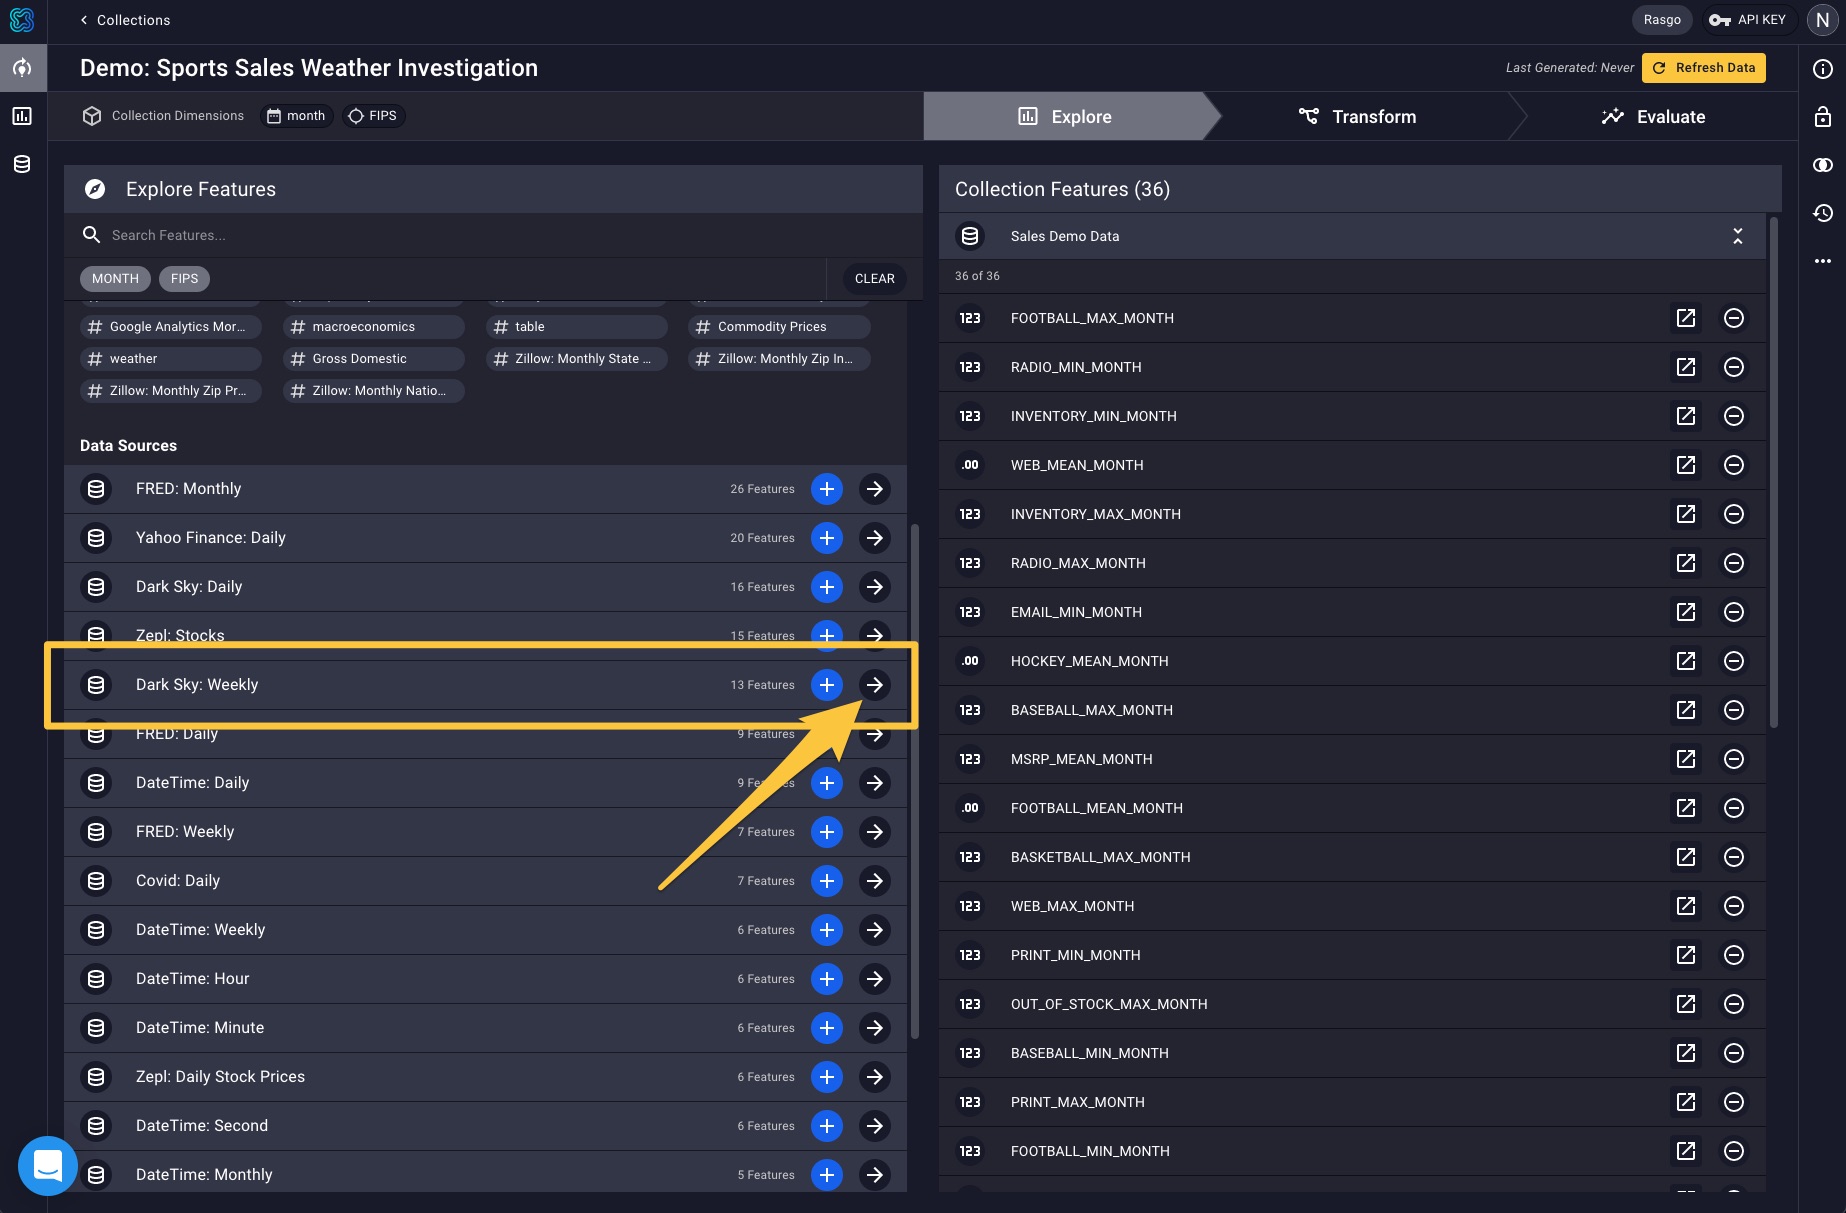 Collections
Rasgo
API KEY
N
Demo: Sports Sales Weather Investigation
Last Generated: Never
Refresh Data
Collection Dimensions
month
FIPS
Explore
Transform
Evaluate
Explore Features
Search Features...
MONTH
FIPS
CLEAR
# Google Analytics Mor...
# macroeconomics
# table
# Commodity Prices
# weather
# Gross Domestic
# Zillow: Monthly State ...
# Zillow: Monthly Zip In...
# Zillow: Monthly Zip Pr...
# Zillow: Monthly Natio...
Data Sources
FRED: Monthly 26 Features
Yahoo Finance: Daily 20 Features
Dark Sky: Daily 16 Features
Zepl: Stocks 15 Features
Dark Sky: Weekly 13 Features
FRED: Daily 9 Features
DateTime: Daily 9 Features
FRED: Weekly 7 Features
Covid: Daily 7 Features
DateTime: Weekly 6 Features
DateTime: Hour 6 Features
DateTime: Minute 6 Features
Zepl: Daily Stock Prices 6 Features
DateTime: Second 6 Features
DateTime: Monthly 5 Features
Collection Features (36)
Sales Demo Data
36 of 36
123 FOOTBALL_MAX_MONTH
123 RADIO_MIN_MONTH
123 INVENTORY_MIN_MONTH
.00 WEB_MEAN_MONTH
123 INVENTORY_MAX_MONTH
123 RADIO_MAX_MONTH
123 EMAIL_MIN_MONTH
.00 HOCKEY_MEAN_MONTH
123 BASEBALL_MAX_MONTH
123 MSRP_MEAN_MONTH
.00 FOOTBALL_MEAN_MONTH
123 BASKETBALL_MAX_MONTH
123 WEB_MAX_MONTH
123 PRINT_MIN_MONTH
123 OUT_OF_STOCK_MAX_MONTH
123 BASEBALL_MIN_MONTH
123 PRINT_MAX_MONTH
123 FOOTBALL_MIN_MONTH